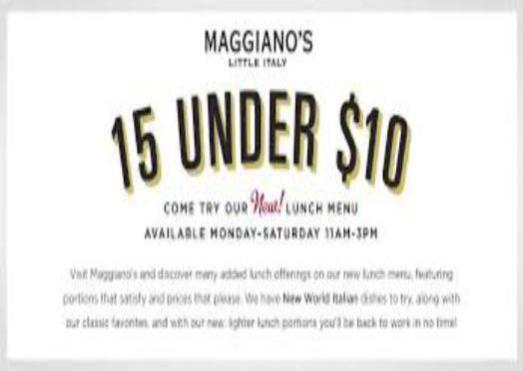 MAGGIANO'S
LITTLE ITALY
15 UNDER $10
COME TRY OUR New! LUNCH MENU
AVAILABLE MONDAY-SATURDAY 11AM-3PM
Visit Maggiano's and discover many added lunch offerings on our new lunch menu, featuring
portions that satisfy and prices that please. We have New World Italian dishes to try, along with
our classic favorites, and with our new, lighter lunch portions you'll be back to work in no time!